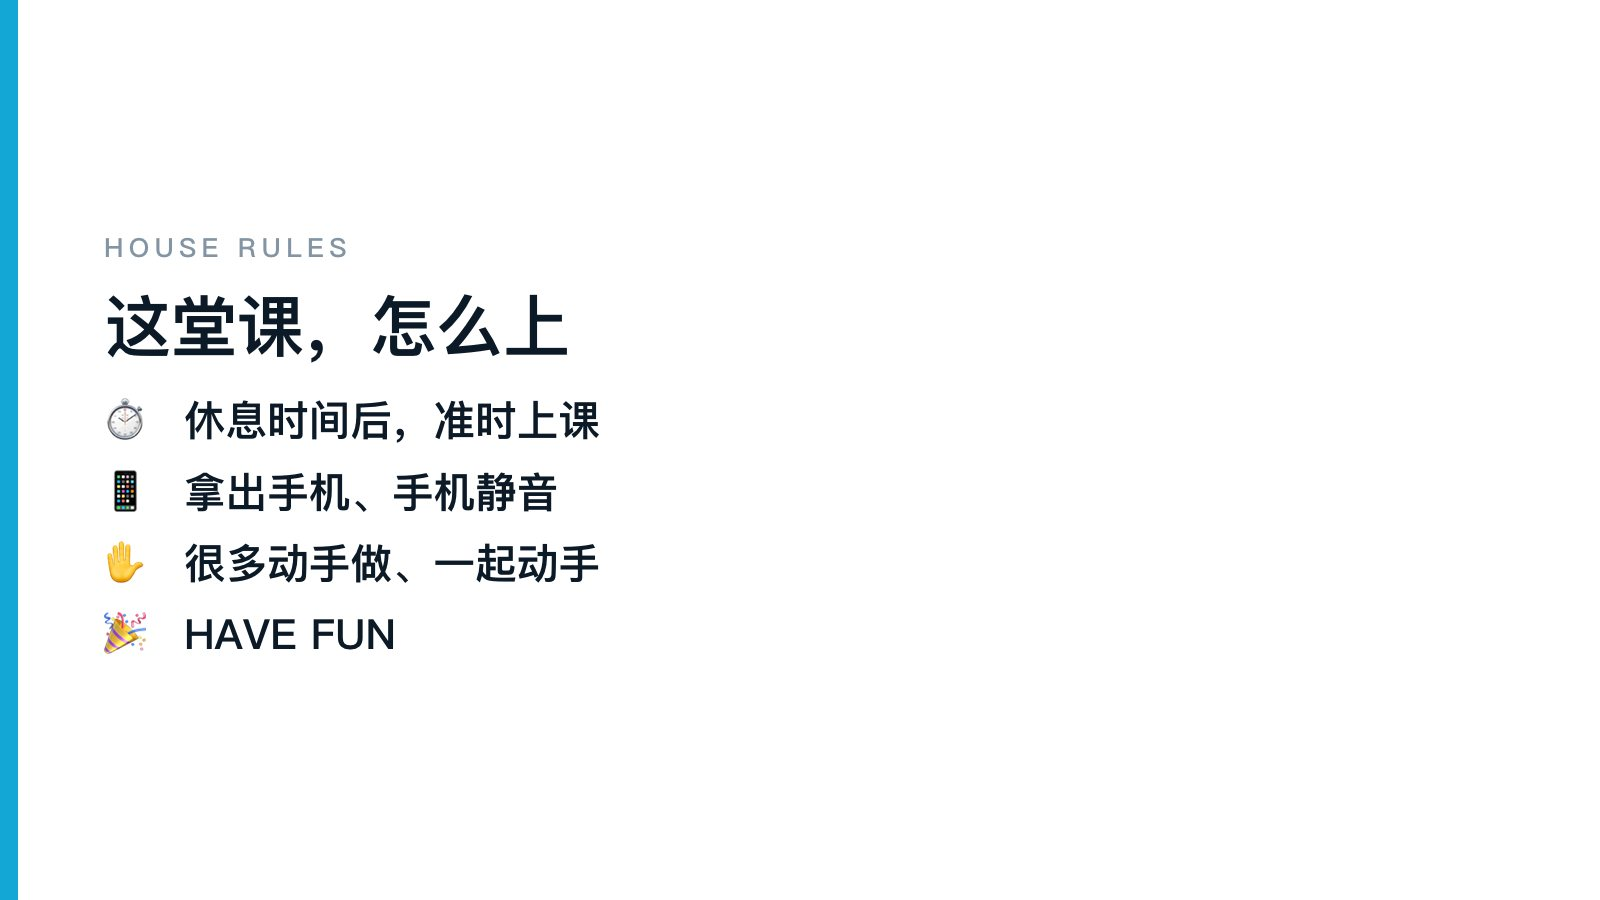 HOUSE RULES
这堂课，怎么上
休息时间后，准时上课
拿出手机、手机静音
很多动手做、一起动手
HAVE FUN